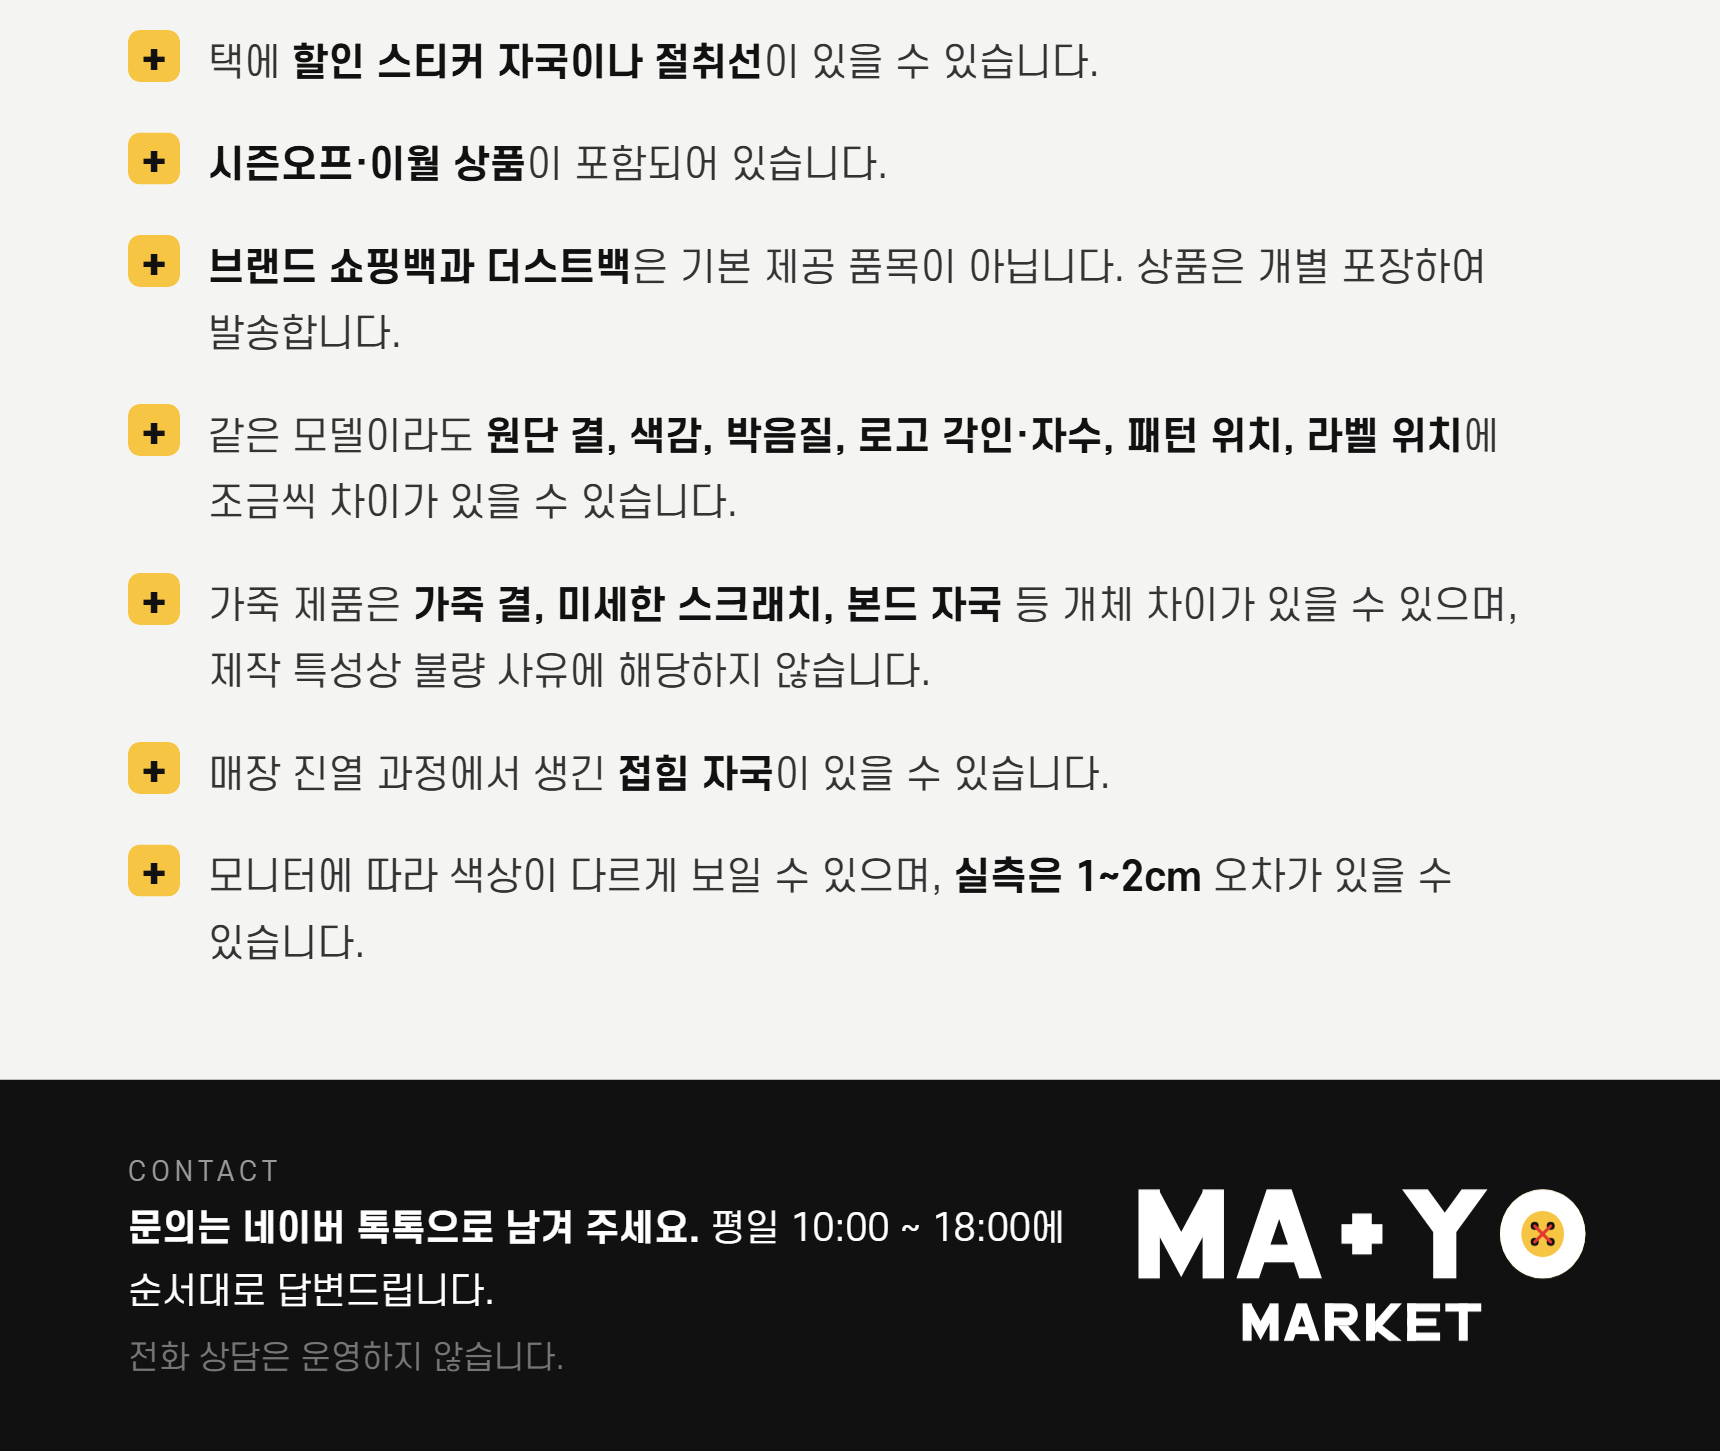 + 택에 할인 스티커 자국이나 절취선이 있을 수 있습니다.
+ 시즌오프·이월 상품이 포함되어 있습니다.
+ 브랜드 쇼핑백과 더스트백은 기본 제공 품목이 아닙니다. 상품은 개별 포장하여
발송합니다.
+ 같은 모델이라도 원단 결, 색감, 박음질, 로고 각인·자수, 패턴 위치, 라벨 위치에
조금씩 차이가 있을 수 있습니다.
+ 가죽 제품은 가죽 결, 미세한 스크래치, 본드 자국 등 개체 차이가 있을 수 있으며,
제작 특성상 불량 사유에 해당하지 않습니다.
+ 매장 진열 과정에서 생긴 접힘 자국이 있을 수 있습니다.
+ 모니터에 따라 색상이 다르게 보일 수 있으며, 실측은 1~2cm 오차가 있을 수
있습니다.
CONTACT
문의는 네이버 톡톡으로 남겨 주세요. 평일 10:00 ~ 18:00에
순서대로 답변드립니다.
전화 상담은 운영하지 않습니다.
MA+YO
MARKET